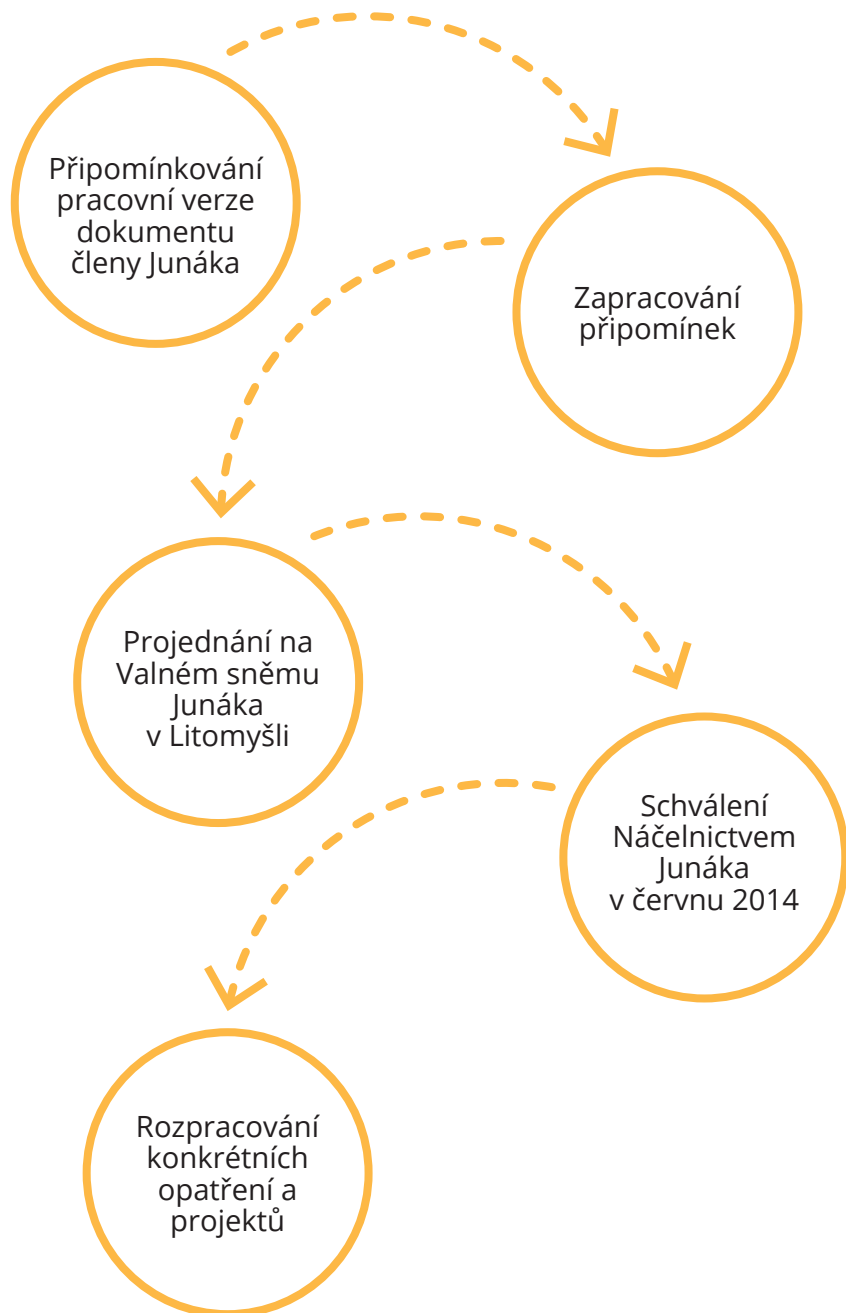 Připomínkování
pracovní verze
dokumentu
členy Junáka
Zapracování
připomínek
Projednání na
Valném sněmu
Junáka
v Litomyšli
Schválení
Náčelnictvem
Junáka
v červnu 2014
Rozpracování
konkrétních
opatření a
projektů